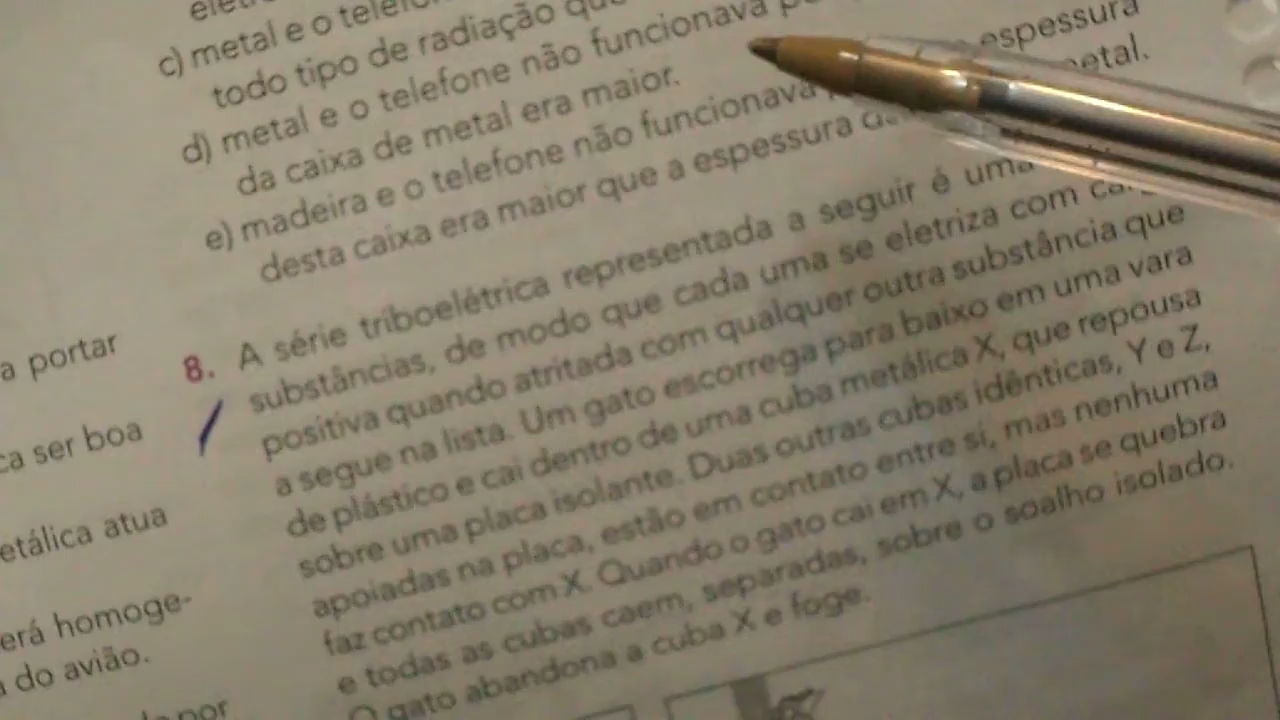 c) metal e o
todo tipo de radiação
d) metal e o telefone não funcionava
espessura
da caixa de metal era maior.
metal.
e) madeira e o telefone não funcionava
desta caixa era maior que a espessura
8. A série triboelétrica representada a seguir é uma
substâncias, de modo que cada uma se eletriza com
positiva quando atritada com qualquer outra substância que
a segue na lista. Um gato escorrega para baixo em uma vara
de plástico e cai dentro de uma cuba metálica X, que repousa
sobre uma placa isolante. Duas outras cubas idênticas, Y e Z,
apoiadas na placa, estão em contato entre si, mas nenhuma
faz contato com X. Quando o gato cai em X, a placa se quebra
e todas as cubas caem, separadas, sobre o soalho isolado.
O gato abandona a cuba X e foge.
a portar
ser boa
etálica atua
erá homoge-
do avião.
por